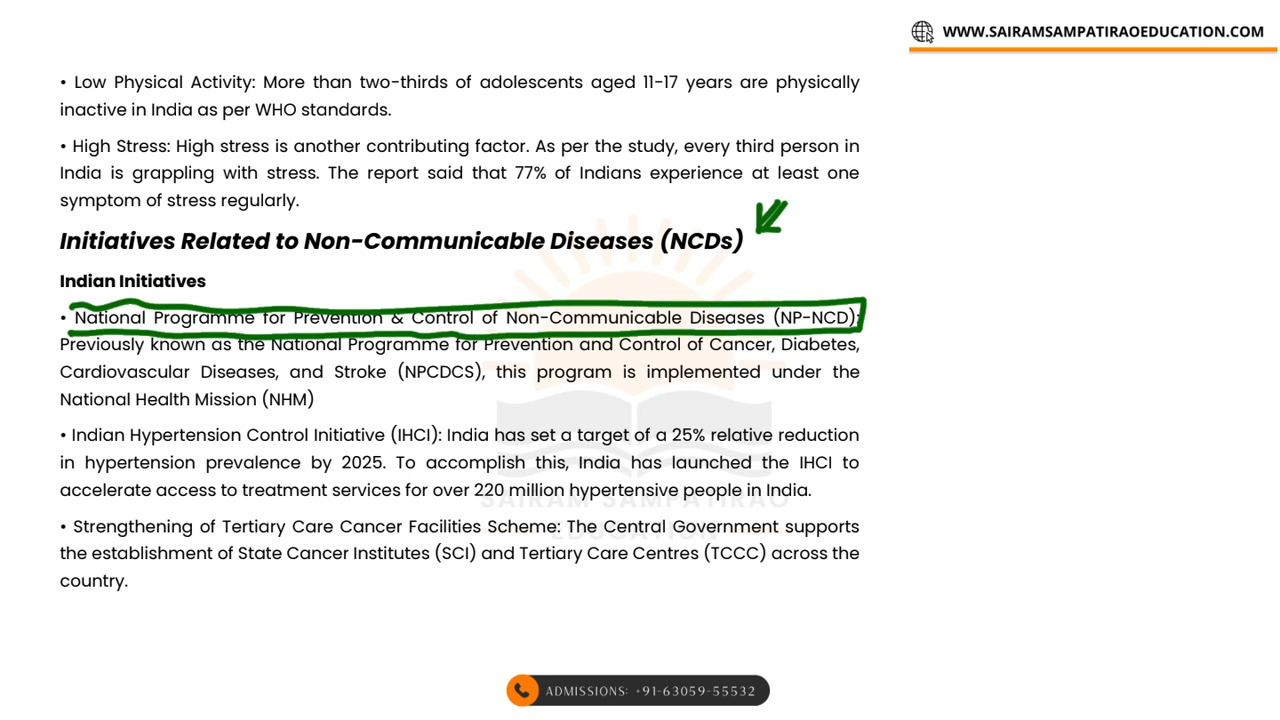 WWW.SAIRAMSAMPATIRAOEDUCATION.COM
• Low Physical Activity: More than two-thirds of adolescents aged 11-17 years are physically
inactive in India as per WHO standards.
• High Stress: High stress is another contributing factor. As per the study, every third person in
India is grappling with stress. The report said that 77% of Indians experience at least one
symptom of stress regularly.
Initiatives Related to Non-Communicable Diseases (NCDs)
Indian Initiatives
• National Programme for Prevention & Control of Non-Communicable Diseases (NP-NCD):
Previously known as the National Programme for Prevention and Control of Cancer, Diabetes,
Cardiovascular Diseases, and Stroke (NPCDCS), this program is implemented under the
National Health Mission (NHM)
• Indian Hypertension Control Initiative (IHCI): India has set a target of a 25% relative reduction
in hypertension prevalence by 2025. To accomplish this, India has launched the IHCI to
accelerate access to treatment services for over 220 million hypertensive people in India.
SAIRAM SAMPATIRAO
EDUCATION
• Strengthening of Tertiary Care Cancer Facilities Scheme: The Central Government supports
the establishment of State Cancer Institutes (SCI) and Tertiary Care Centres (TCCC) across the
country.
ADMISSIONS: +91-63059-55532